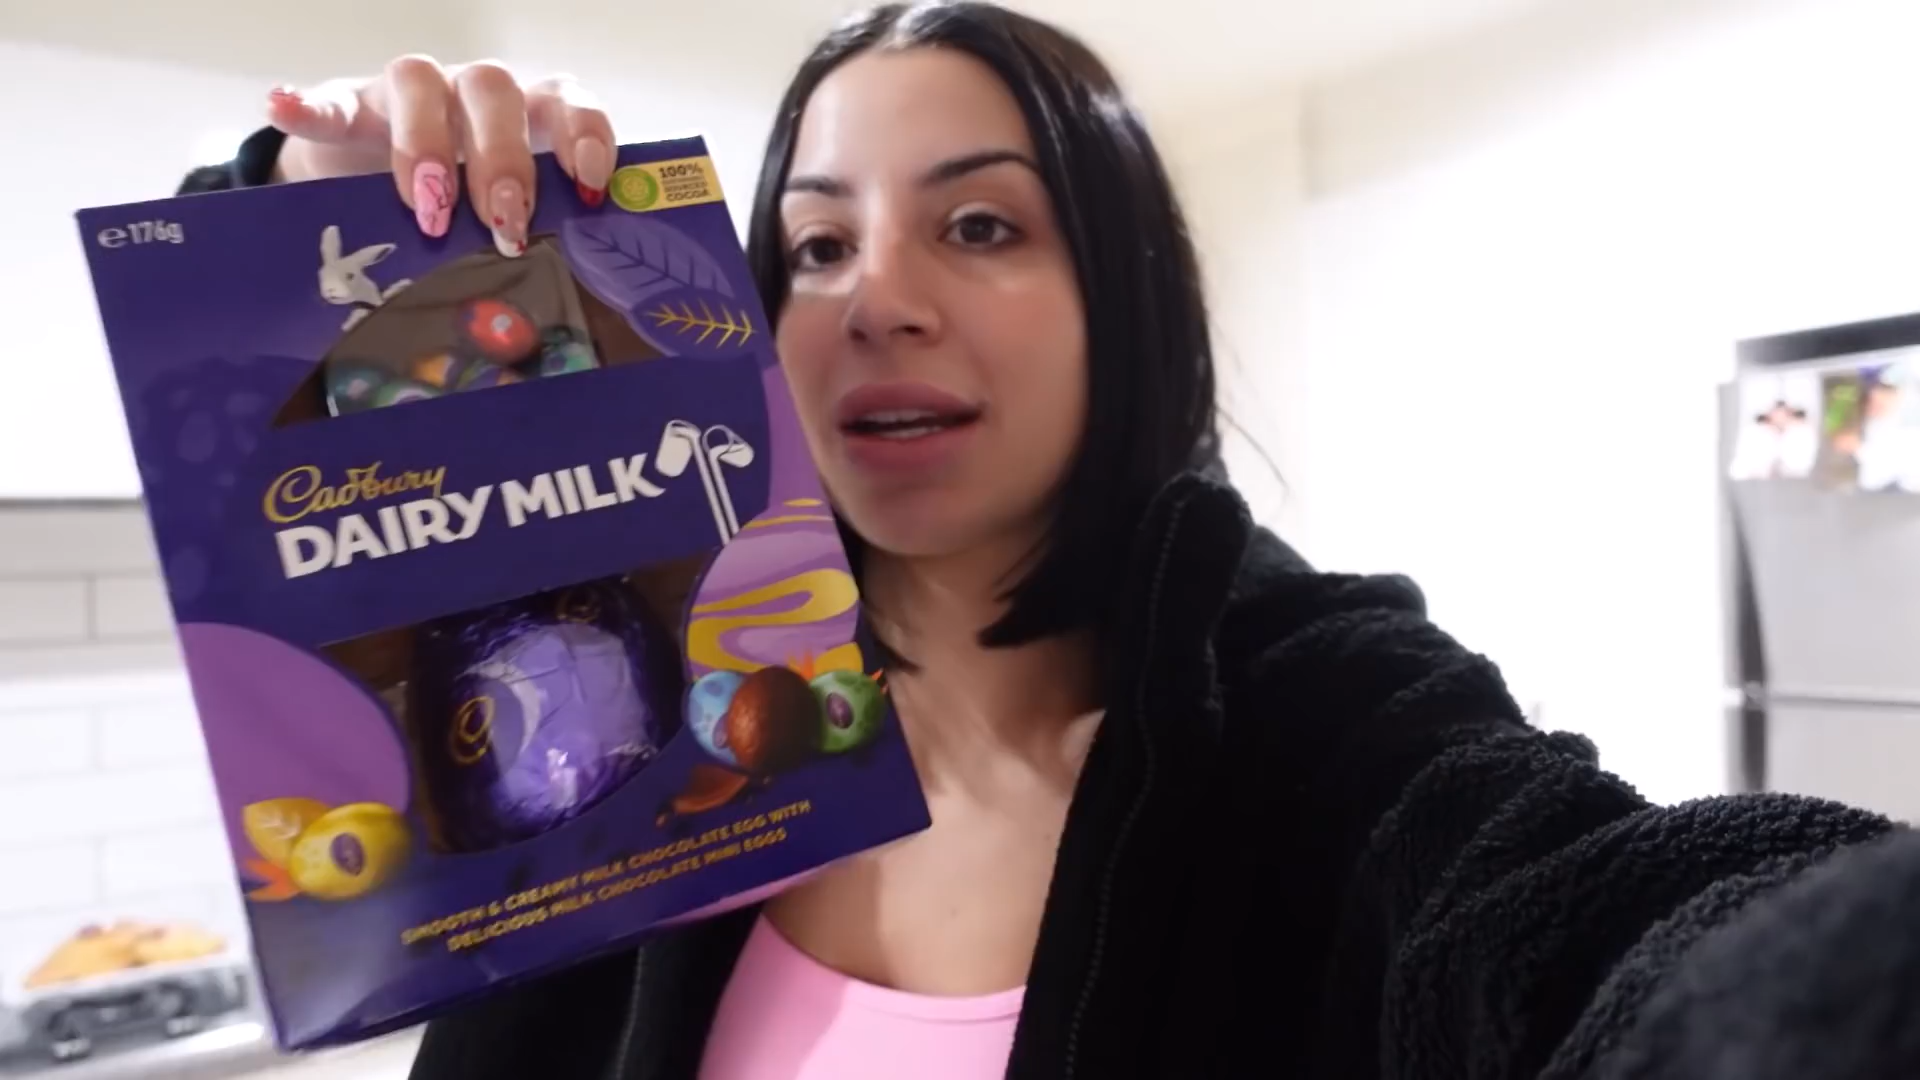 ℮176g
100%
SUSTAINABLY
SOURCED
COCOA
Cadbury
DAIRY MILK
SMOOTH & CREAMY MILK CHOCOLATE EGG WITH
DELICIOUS MILK CHOCOLATE MINI EGGS